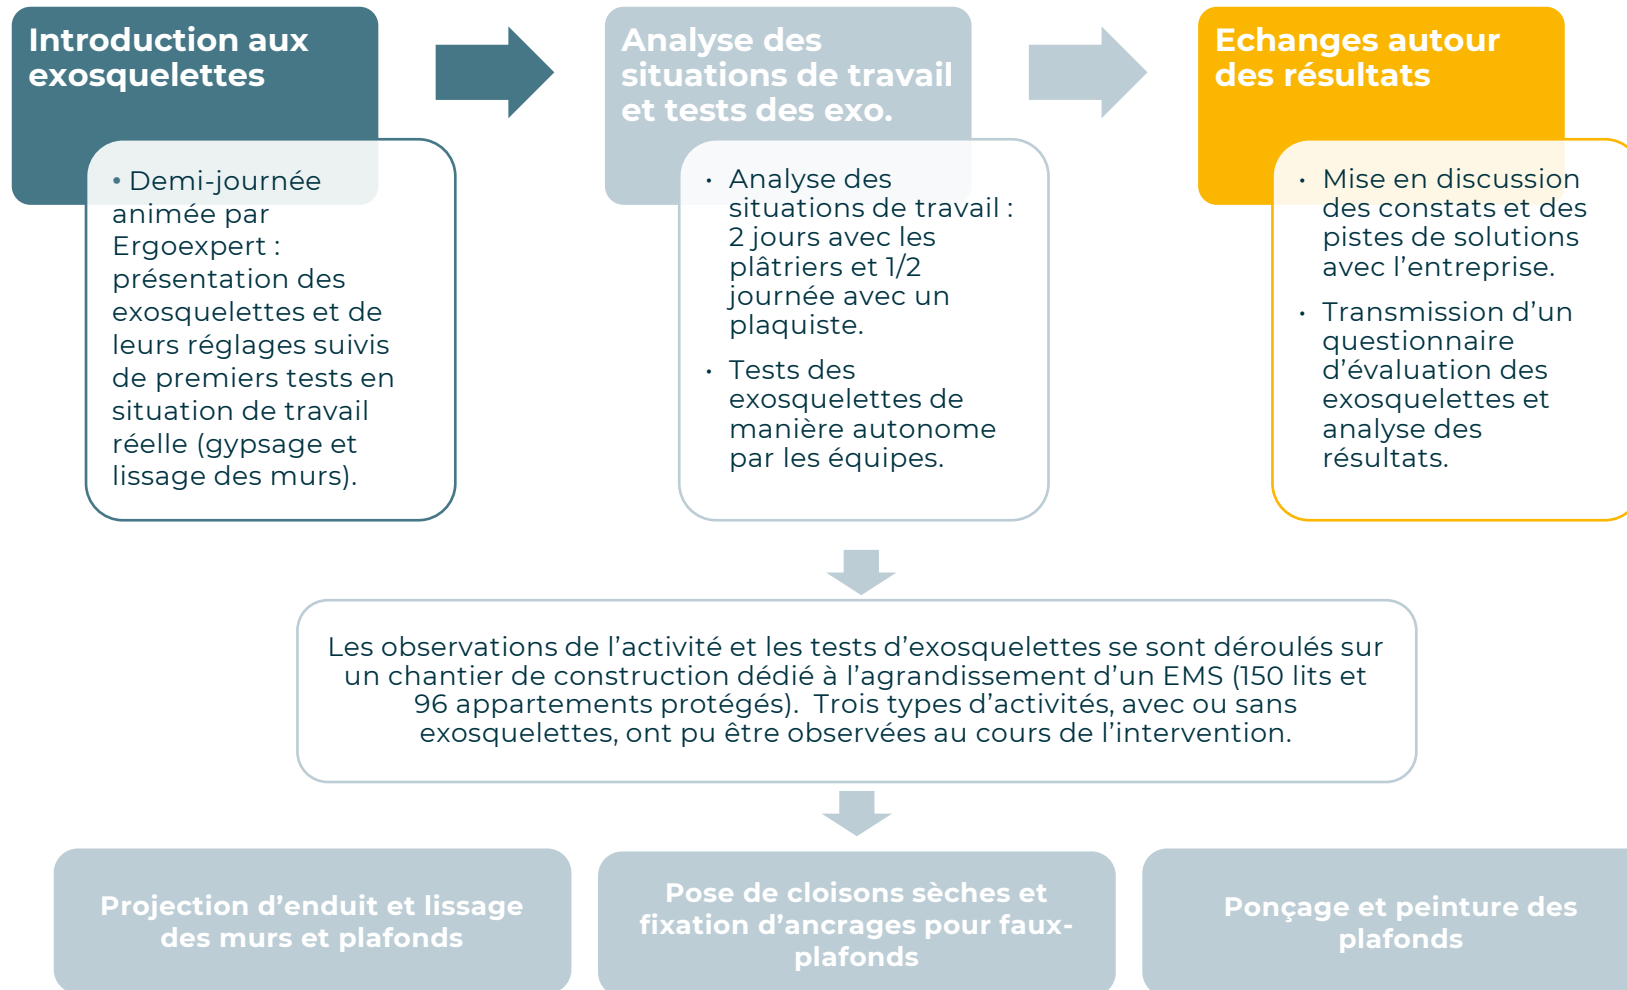 Introduction aux
exosquelettes
• Demi-journée
animée par
Ergoexpert :
présentation des
exosquelettes et de
leurs réglages suivis
de premiers tests en
situation de travail
réelle (gypsage et
lissage des murs).
Analyse des
situations de travail
et tests des exo.
• Analyse des
situations de travail :
2 jours avec les
plâtriers et 1/2
journée avec un
plaquiste.
• Tests des
exosquelettes de
manière autonome
par les équipes.
Echanges autour
des résultats
• Mise en discussion
des constats et des
pistes de solutions
avec l’entreprise.
• Transmission d’un
questionnaire
d’évaluation des
exosquelettes et
analyse des
résultats.
Les observations de l’activité et les tests d’exosquelettes se sont déroulés sur
un chantier de construction dédié à l’agrandissement d’un EMS (150 lits et
96 appartements protégés). Trois types d’activités, avec ou sans
exosquelettes, ont pu être observées au cours de l’intervention.
Projection d’enduit et lissage
des murs et plafonds
Pose de cloisons sèches et
fixation d’ancrages pour faux-
plafonds
Ponçage et peinture des
plafonds